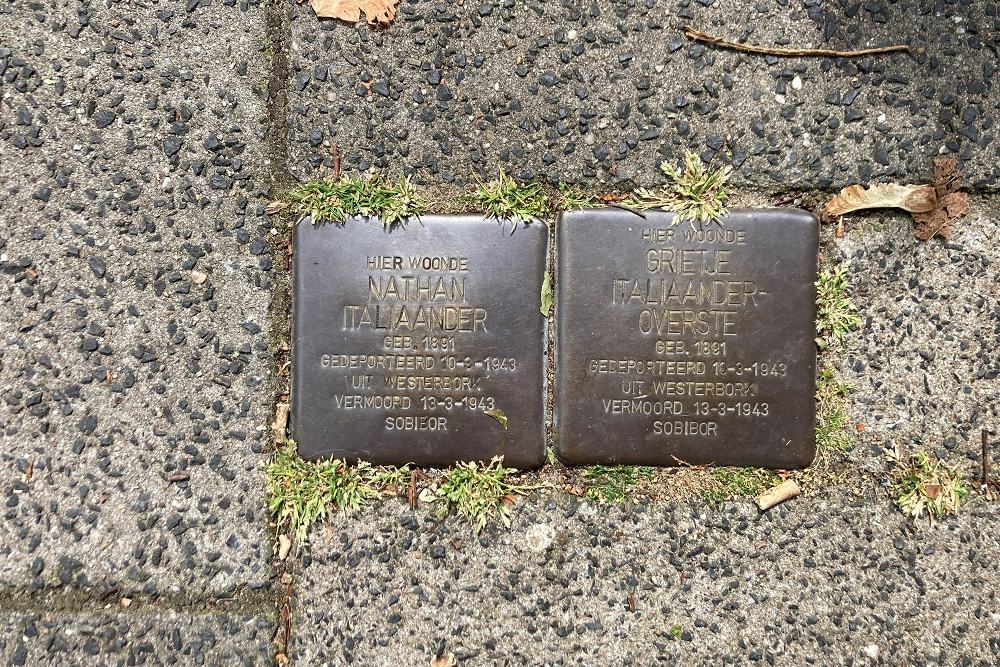 HIER WOONDE
NATHAN
ITALIAANDER
GEB. 1891
GEDEPORTEERD 10-3-1943
UIT WESTERBORK
VERMOORD 13-3-1943
SOBIBOR
HIER WOONDE
GRIETJE
ITALIAANDER-
OVERSTE
GEB. 1891
GEDEPORTEERD 10-3-1943
UIT WESTERBORK
VERMOORD 13-3-1943
SOBIBOR